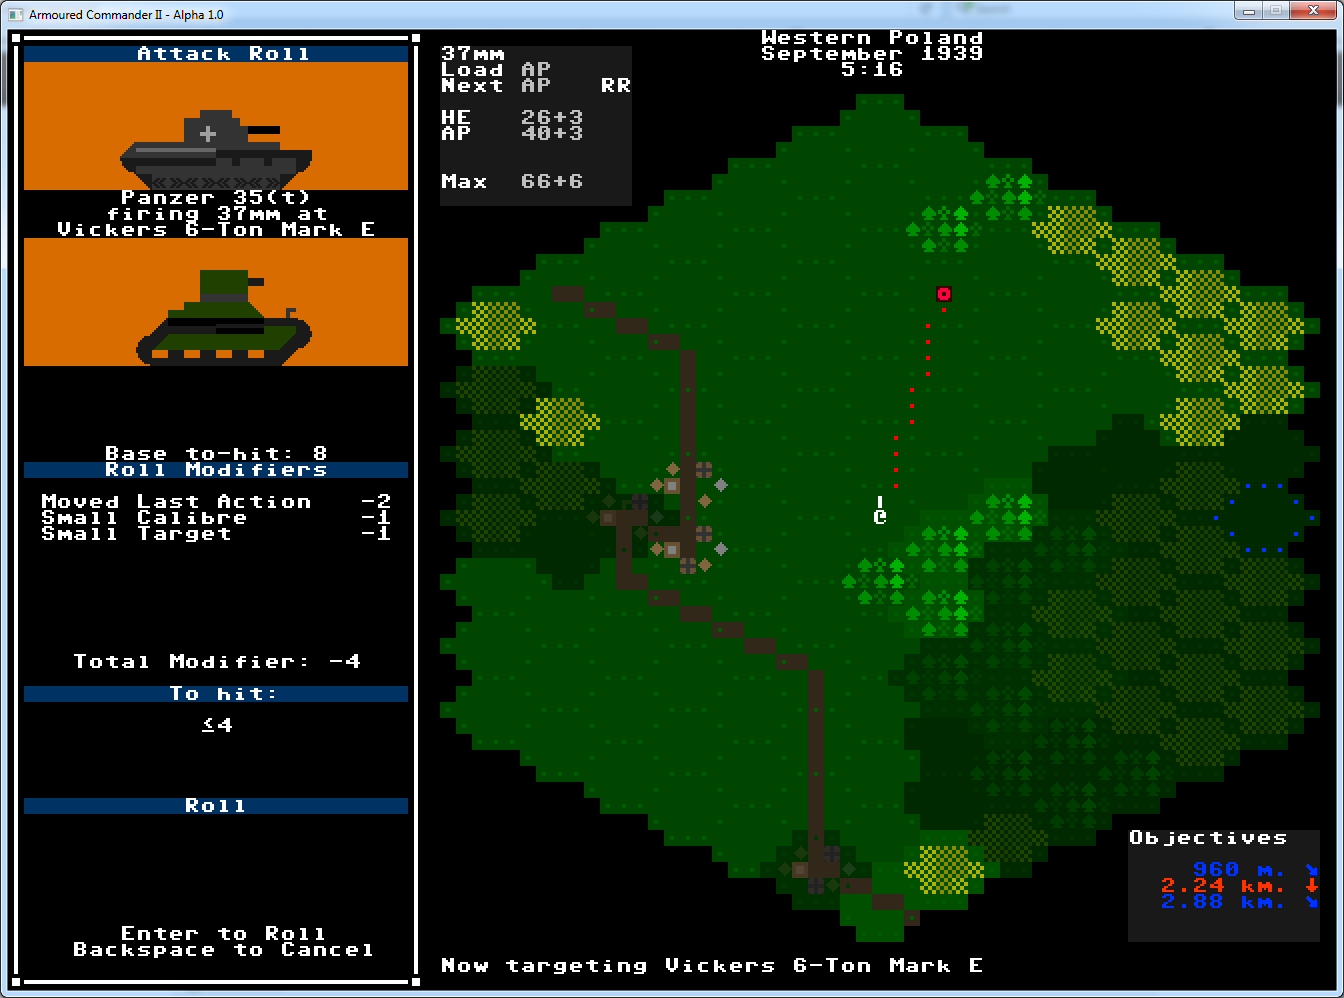 Armoured Commander II - Alpha 1.0
Attack Roll
Panzer 35(t)
firing 37mm at
Vickers 6-Ton Mark E
Base to-hit: 8
Roll Modifiers
Moved Last Action -2
Small Calibre -1
Small Target -1
Total Modifier: -4
To hit:
≤4
Roll
Enter to Roll
Backspace to Cancel
37mm
Load AP
Next AP RR
HE 26+3
AP 40+3
Max 66+6
Western Poland
September 1939
5:16
@
Objectives
960 m. ↘
2.24 km. ↓
2.88 km. ↘
Now targeting Vickers 6-Ton Mark E